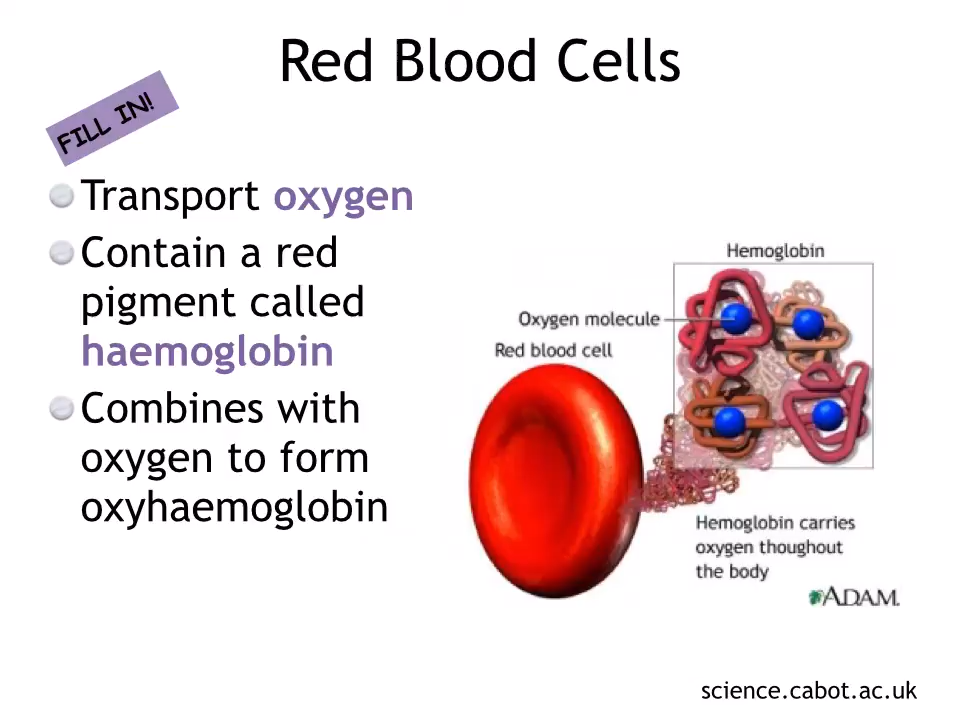 Red Blood Cells
FILL IN!
Transport oxygen
Contain a red
pigment called
haemoglobin
Combines with
oxygen to form
oxyhaemoglobin
Hemoglobin
Oxygen molecule
Red blood cell
Hemoglobin carries
oxygen thoughout
the body
A.D.A.M.
science.cabot.ac.uk